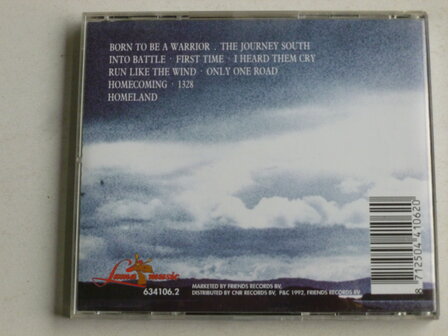 BORN TO BE A WARRIOR . THE JOURNEY SOUTH
INTO BATTLE · FIRST TIME · I HEARD THEM CRY
RUN LIKE THE WIND · ONLY ONE ROAD
HOMECOMING · 1328
HOMELAND
music
634106.2
MARKETED BY FRIENDS RECORDS BV,
DISTRIBUTED BY CNR RECORDS BV, P&C 1992, FRIENDS RECORDS BV
8 712504 410620